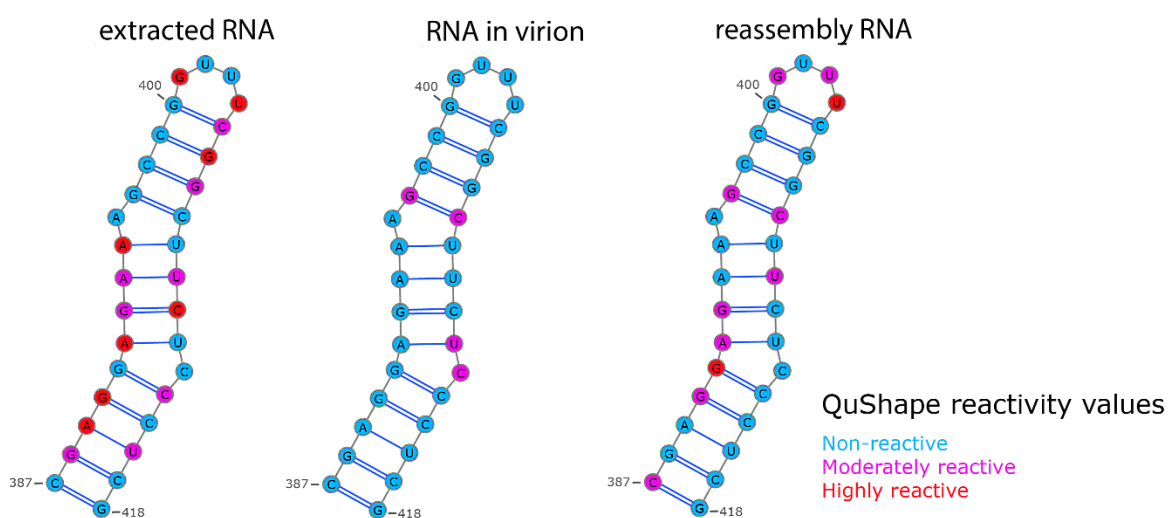 extracted RNA
RNA in virion
reassembly RNA
C G A G G A G A A A G C C G G U U U C G G C U U C U C C C U C G
387
400
418
C G A G G A G A A A G C C G G U U U C G G C U U C U C C C U C G
387
400
418
C G A G G A G A A A G C C G G U U U C G G C U U C U C C C U C G
387
400
418
QuShape reactivity values
Non-reactive
Moderately reactive
Highly reactive